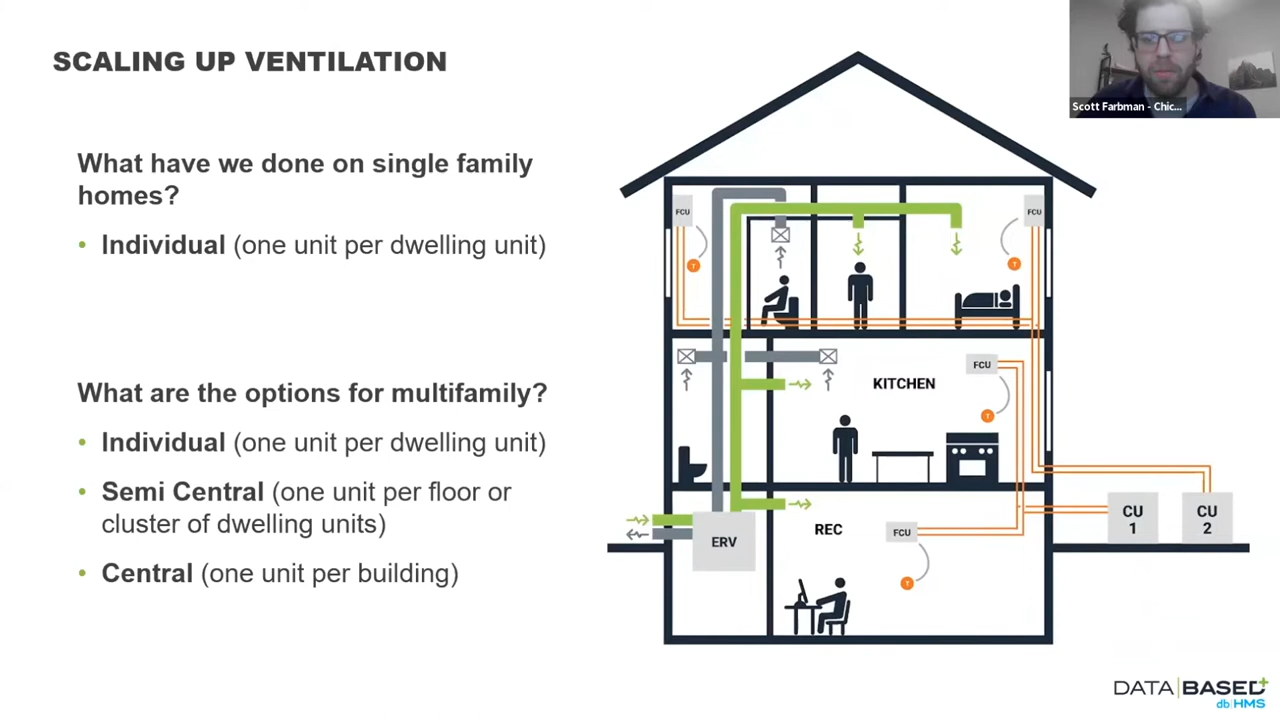 SCALING UP VENTILATION
Scott Farbman - Chic...
What have we done on single family
homes?
• Individual (one unit per dwelling unit)
What are the options for multifamily?
• Individual (one unit per dwelling unit)
• Semi Central (one unit per floor or
cluster of dwelling units)
• Central (one unit per building)
FCU
FCU
T
T
KITCHEN
FCU
T
ERV
REC
FCU
T
CU
1
CU
2
DATA|BASED+
db|HMS